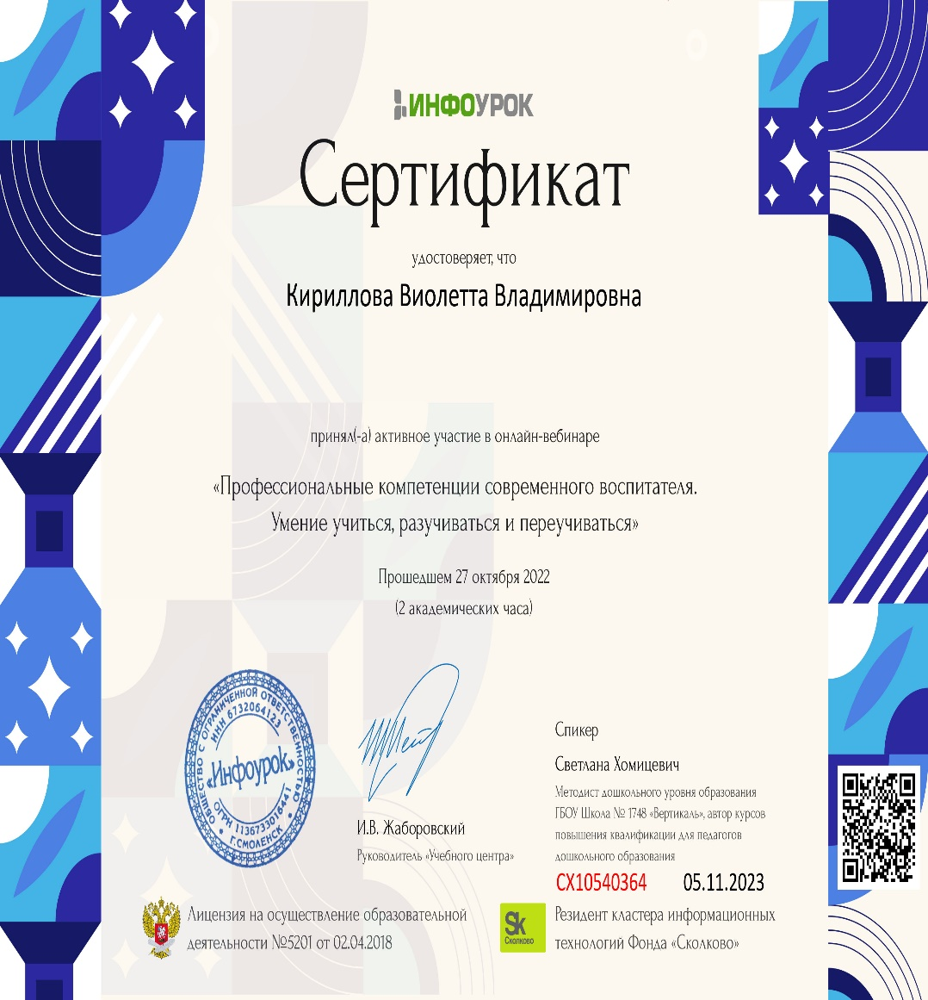 ИНФОУРОК
Сертификат
удостоверяет, что
Кириллова Виолетта Владимировна
принял(-а) активное участие в онлайн-вебинаре
«Профессиональные компетенции современного воспитателя.
Умение учиться, разучиваться и переучиваться»
Прошедшем 27 октября 2022
(2 академических часа)
ОБЩЕСТВО С ОГРАНИЧЕННОЙ ОТВЕТСТВЕННОСТЬЮ
ИНН 6732064123
«Инфоурок»
ОГРН 1136733016441
Г.СМОЛЕНСК
И.В. Жаборовский
Руководитель «Учебного центра»
Спикер
Светлана Хомицевич
Методист дошкольного уровня образования
ГБОУ Школа № 1748 «Вертикаль», автор курсов
повышения квалификации для педагогов
дошкольного образования
СХ10540364 05.11.2023
Лицензия на осуществление образовательной
деятельности №5201 от 02.04.2018
Sk
Сколково
Резидент кластера информационных
технологий Фонда «Сколково»